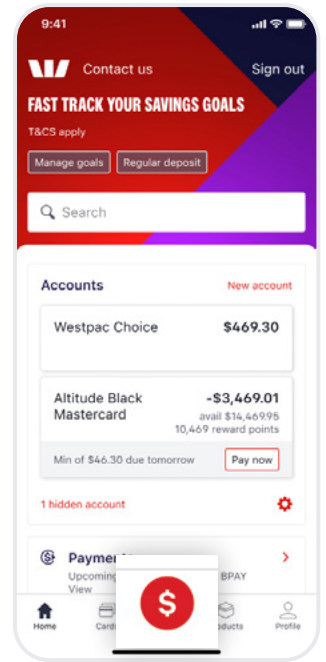 9:41
Contact us
Sign out
FAST TRACK YOUR SAVINGS GOALS
T&CS apply
Manage goals
Regular deposit
Search
Accounts
New account
Westpac Choice
$469.30
Altitude Black
Mastercard
-$3,469.01
avail $14,469.95
10,469 reward points
Min of $46.30 due tomorrow
Pay now
1 hidden account
Upcoming
BPAY
View
$
Home
Profile